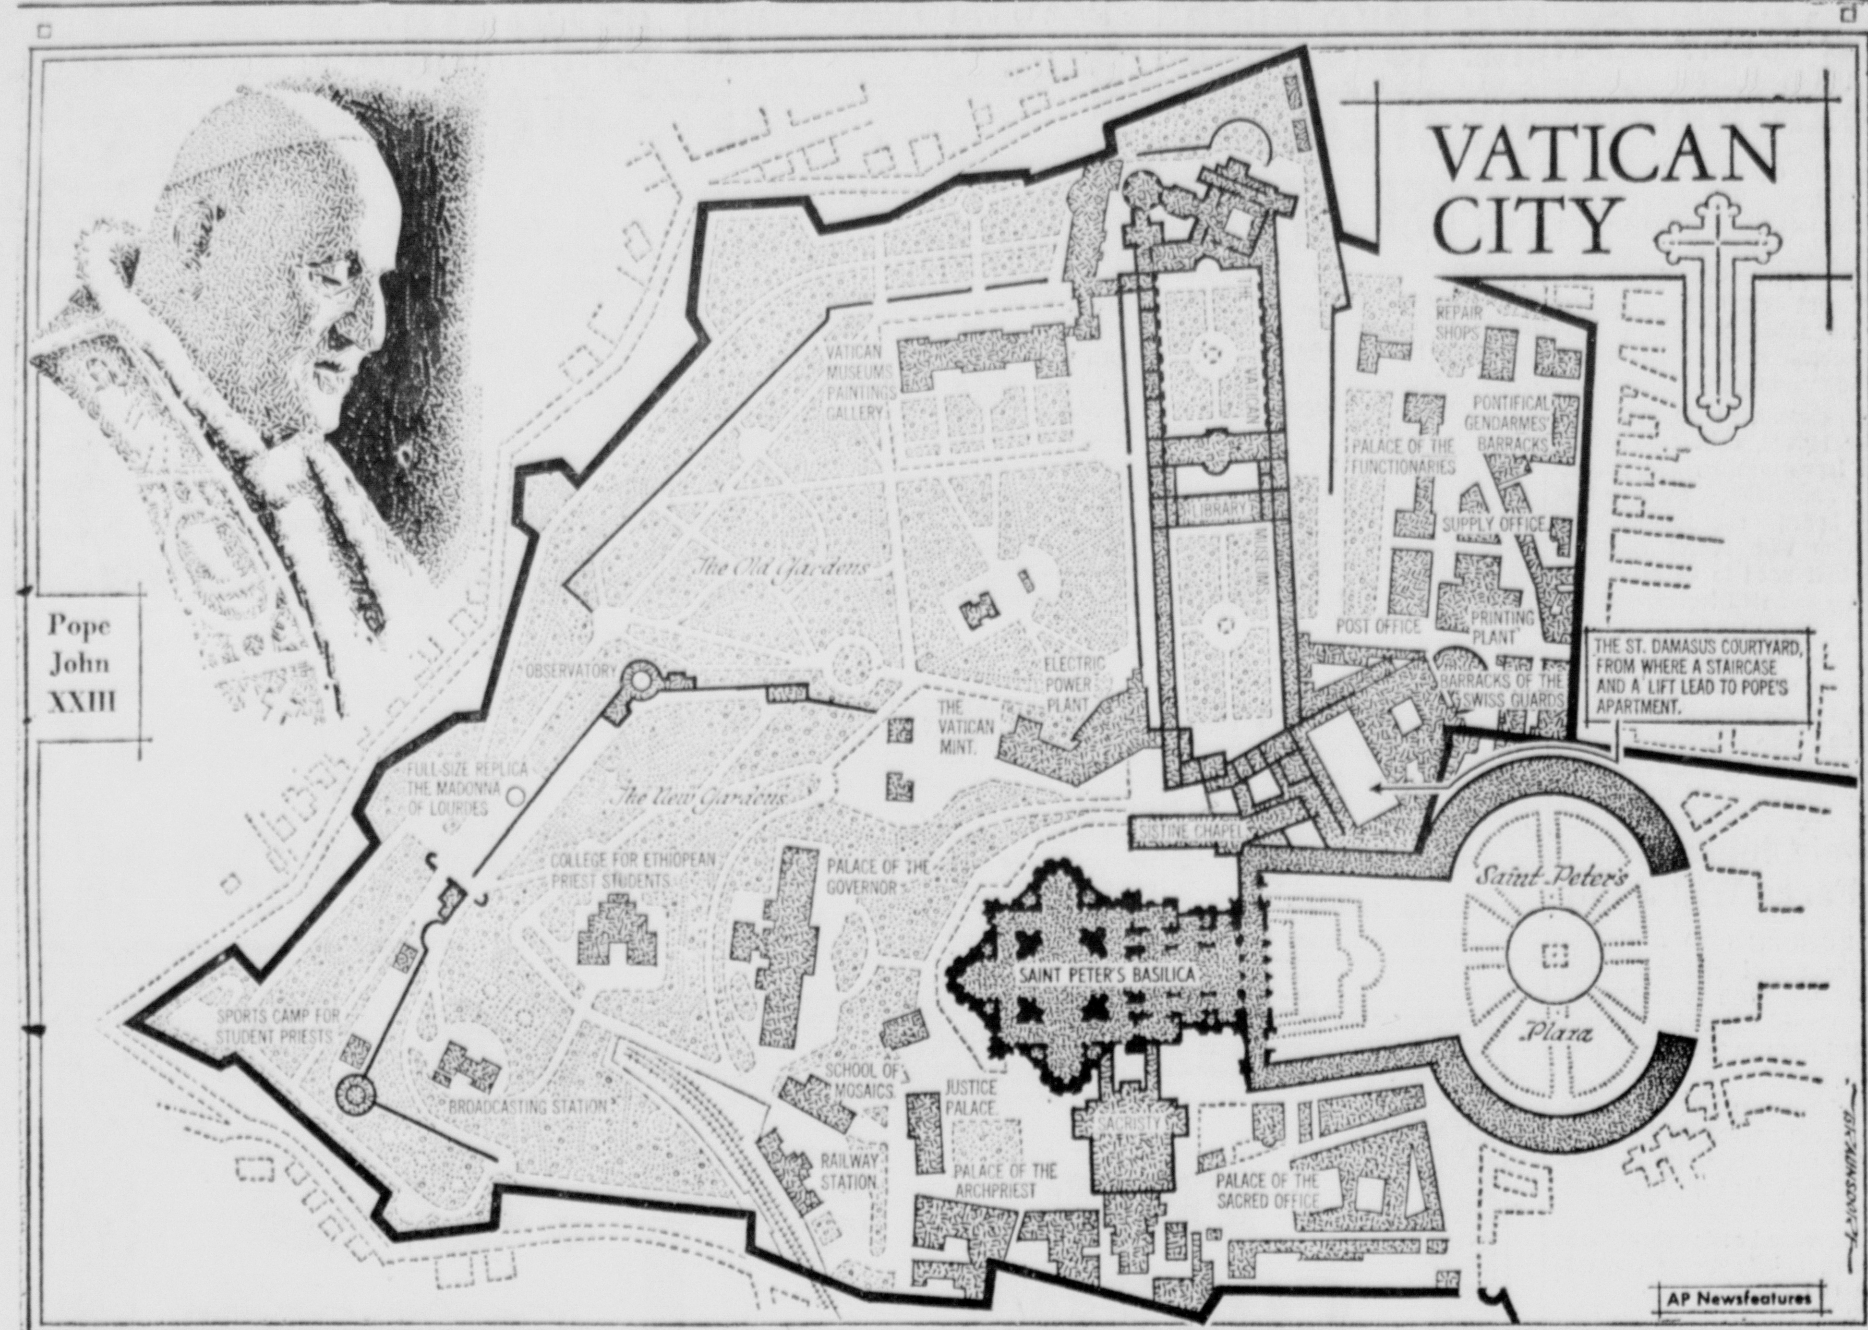 VATICAN
CITY
Pope
John
XXIII
REPAIR
SHOPS
VATICAN
MUSEUMS
PAINTINGS
GALLERY
THE
VATICAN
MUSEUMS
PONTIFICAL
GENDARMES'
BARRACKS
PALACE OF THE
FUNCTIONARIES
LIBRARY
SUPPLY OFFICE
The Old Gardens
PRINTING
PLANT
POST OFFICE
THE ST. DAMASUS COURTYARD,
FROM WHERE A STAIRCASE
AND A LIFT LEAD TO POPE'S
APARTMENT.
OBSERVATORY
ELECTRIC
POWER
PLANT
BARRACKS OF THE
SWISS GUARDS
THE
VATICAN
MINT.
FULL-SIZE REPLICA
THE MADONNA
OF LOURDES
The New Gardens
SISTINE CHAPEL
COLLEGE FOR ETHIOPEAN
PRIEST STUDENTS
PALACE OF THE
GOVERNOR
Saint Peter's
Plaza
SAINT PETER'S BASILICA
SPORTS CAMP FOR
STUDENT PRIESTS
SCHOOL OF
MOSAICS
JUSTICE
PALACE
BROADCASTING STATION
SACRISTY
RAILWAY
STATION
PALACE OF THE
ARCHPRIEST
PALACE OF THE
SACRED OFFICE
AP Newsfeatures